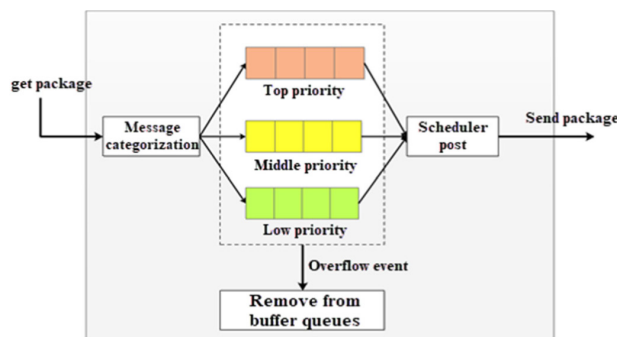 get package
Message
categorization
Top priority
Middle priority
Low priority
Scheduler
post
Send package
Overflow event
Remove from
buffer queues